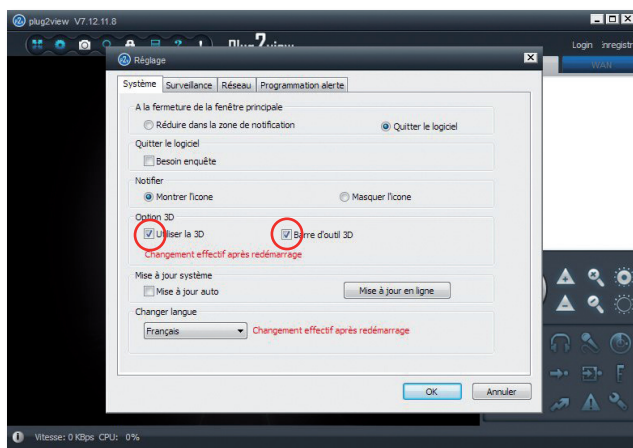 plug2view V7.12.11.8
Plug2view
Login
WAN
Réglage
Système Surveillance Réseau Programmation alerte
A la fermeture de la fenêtre principale
Réduire dans la zone de notification Quitter le logiciel
Quitter le logiciel
Besoin enquête
Notifier
Montrer l'icone Masquer l'icone
Option 3D
Utiliser la 3D Barre d'outil 3D
Changement effectif après redémarrage
Mise à jour système
Mise à jour auto Mise à jour en ligne
Changer langue
Français Changement effectif après redémarrage
OK Annuler
Vitesse: 0 KBps CPU: 0%